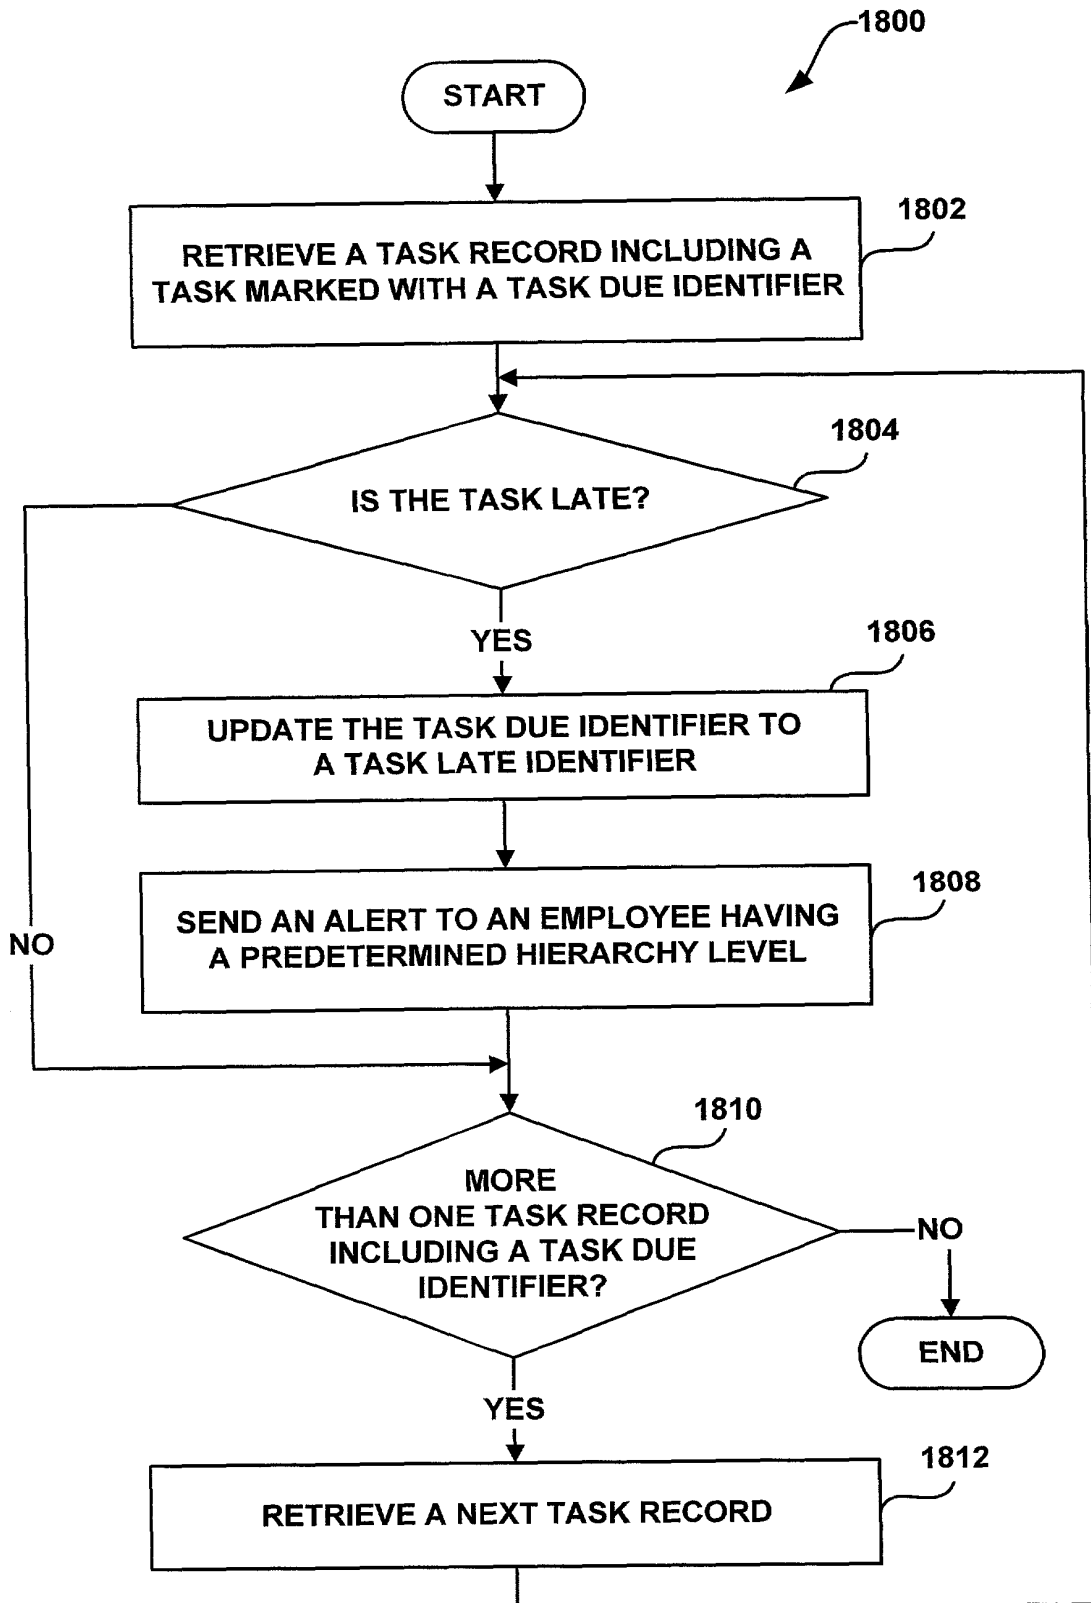 1800
START
1802
RETRIEVE A TASK RECORD INCLUDING A
TASK MARKED WITH A TASK DUE IDENTIFIER
1804
IS THE TASK LATE?
YES
1806
UPDATE THE TASK DUE IDENTIFIER TO
A TASK LATE IDENTIFIER
1808
SEND AN ALERT TO AN EMPLOYEE HAVING
A PREDETERMINED HIERARCHY LEVEL
NO
1810
MORE
THAN ONE TASK RECORD
INCLUDING A TASK DUE
IDENTIFIER?
NO
END
YES
1812
RETRIEVE A NEXT TASK RECORD